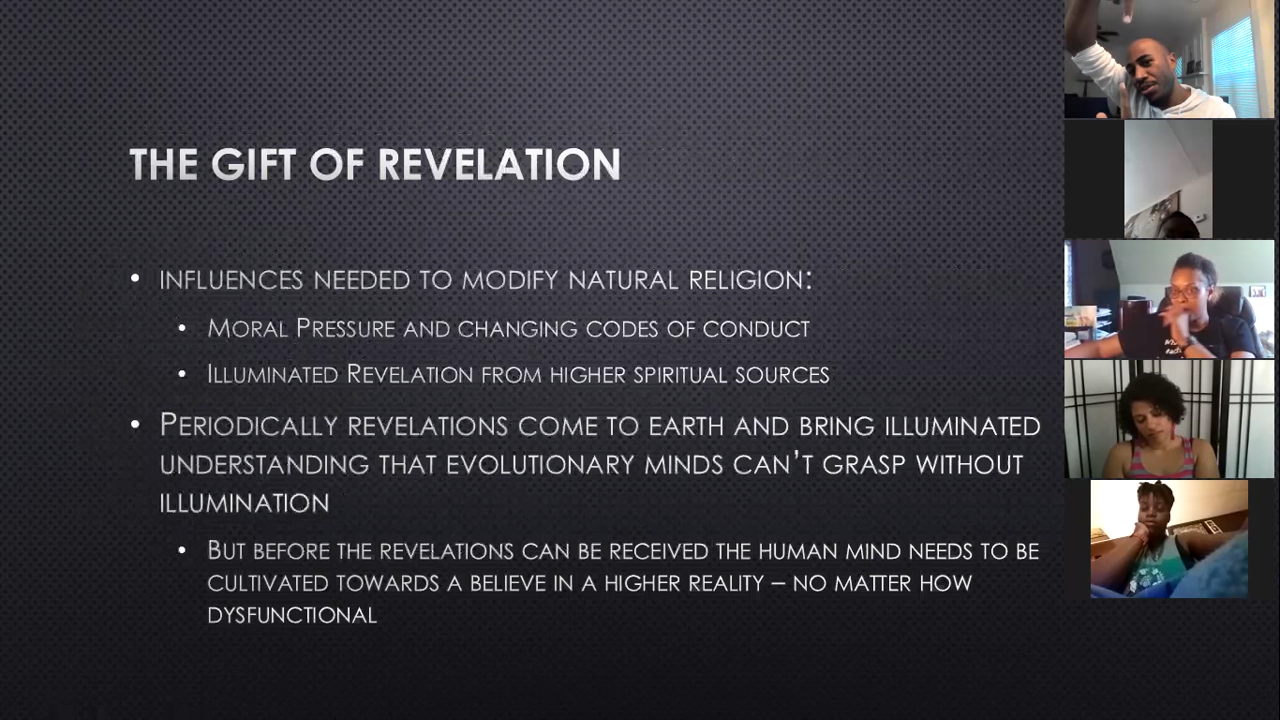 THE GIFT OF REVELATION
• INFLUENCES NEEDED TO MODIFY NATURAL RELIGION:
• MORAL PRESSURE AND CHANGING CODES OF CONDUCT
• ILLUMINATED REVELATION FROM HIGHER SPIRITUAL SOURCES
• PERIODICALLY REVELATIONS COME TO EARTH AND BRING ILLUMINATED
UNDERSTANDING THAT EVOLUTIONARY MINDS CAN'T GRASP WITHOUT
ILLUMINATION
• BUT BEFORE THE REVELATIONS CAN BE RECEIVED THE HUMAN MIND NEEDS TO BE
CULTIVATED TOWARDS A BELIEVE IN A HIGHER REALITY – NO MATTER HOW
DYSFUNCTIONAL